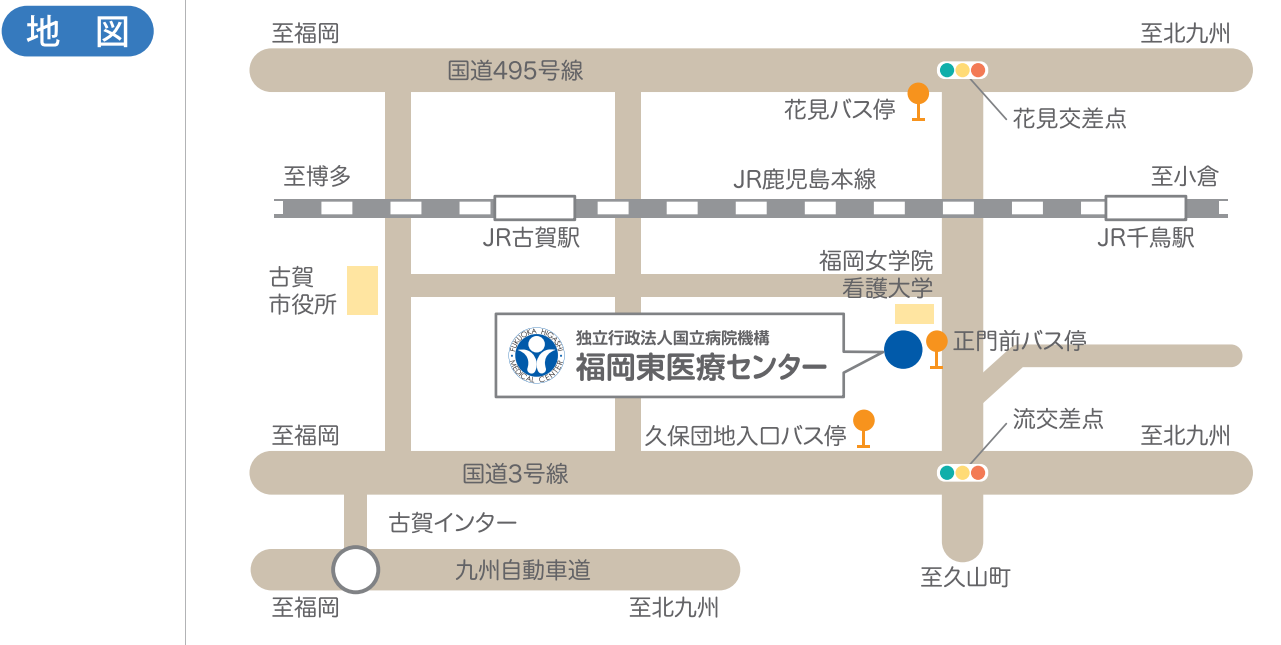 地 図
至福岡
至北九州
国道495号線
花見バス停
花見交差点
至博多
JR鹿児島本線
至小倉
JR古賀駅
JR千鳥駅
福岡女学院
看護大学
古賀
市役所
独立行政法人国立病院機構
福岡東医療センター
FUKUOKA HIGASHI
MEDICAL CENTER
正門前バス停
流交差点
至福岡
久保団地入口バス停
至北九州
国道3号線
古賀インター
九州自動車道
至久山町
至福岡
至北九州